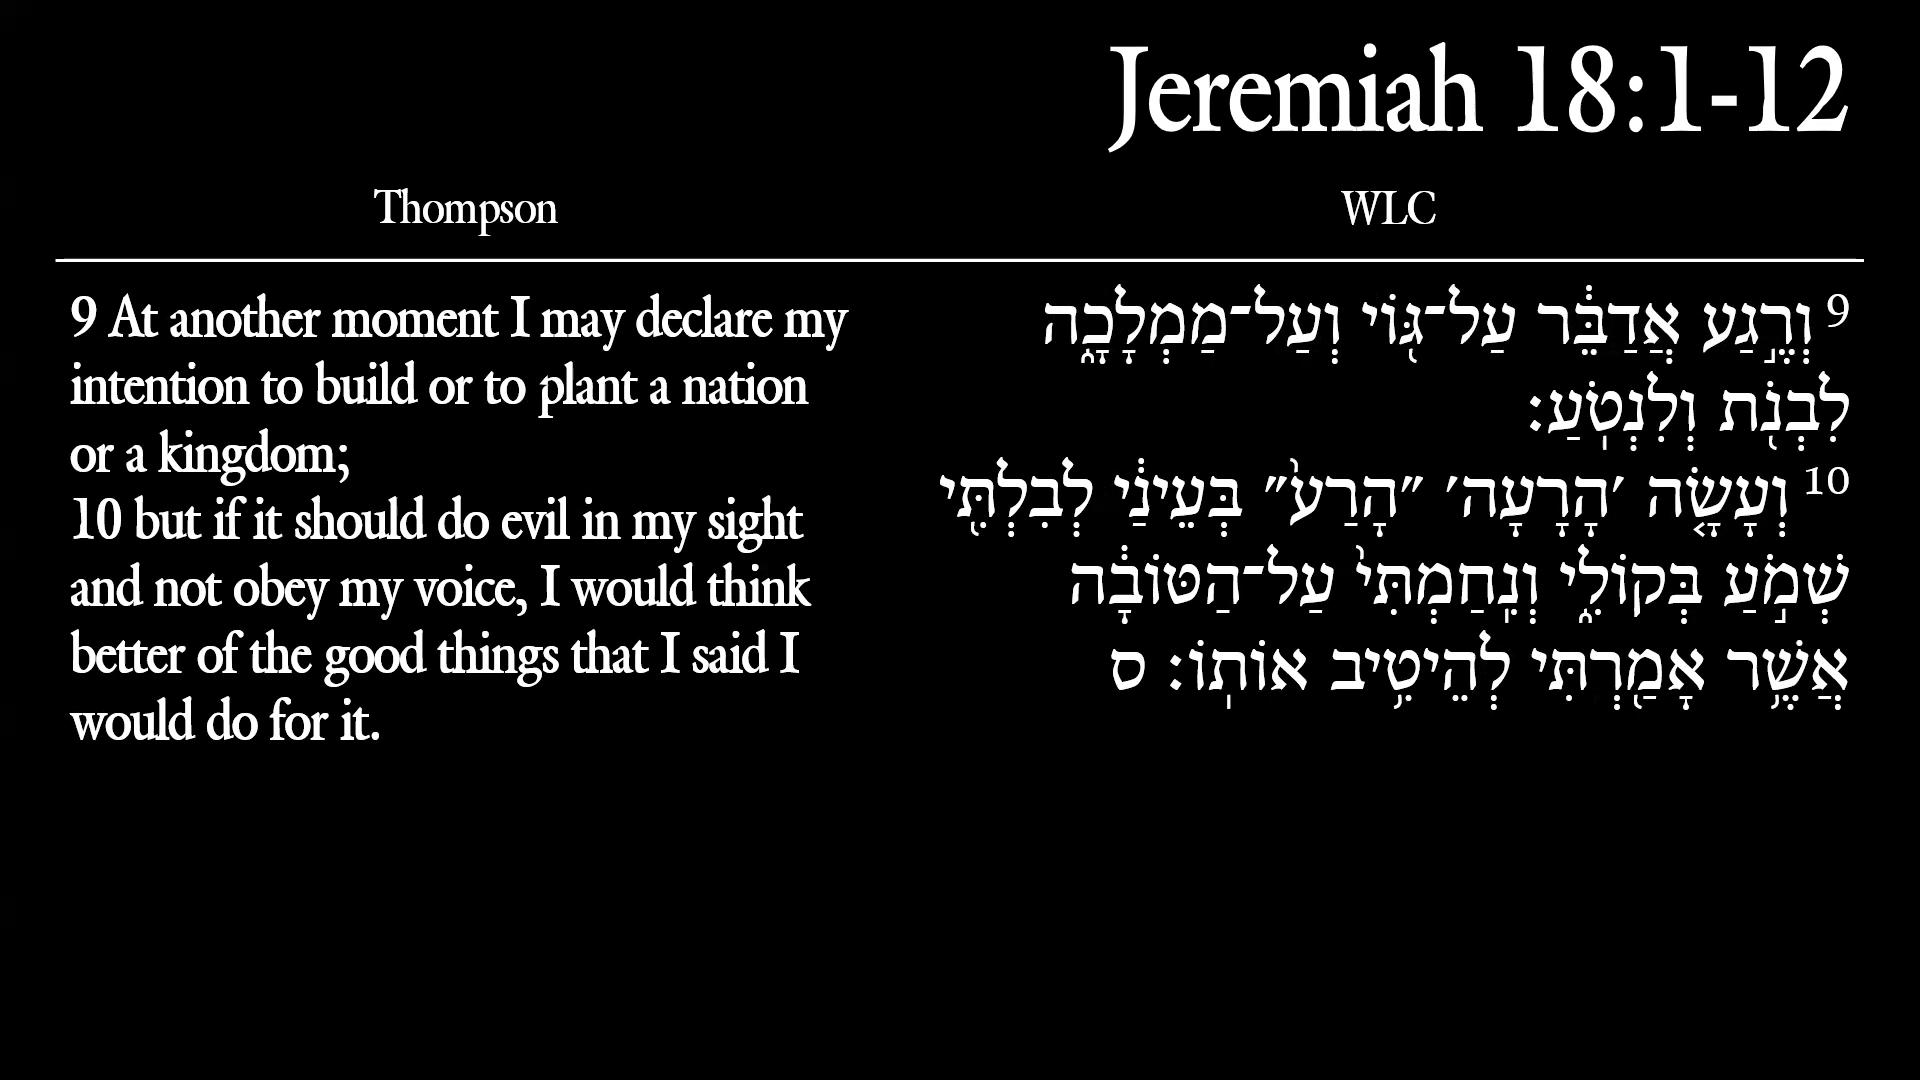 Jeremiah 18:1-12
Thompson
WLC
9 At another moment I may declare my
intention to build or to plant a nation
or a kingdom;
10 but if it should do evil in my sight
and not obey my voice, I would think
better of the good things that I said I
would do for it.
9 וְרֶ֣גַע אֲדַבֵּ֔ר עַל־גּ֖וֹי וְעַל־מַמְלָכָ֑ה
לִבְנֹ֖ת וְלִנְטֹֽעַ׃
10 וְעָשָׂ֤ה ׳הָרָעָה׳ ״הָרַע֙״ בְּעֵינַ֔י לְבִלְתִּ֖י
שְׁמֹ֣עַ בְּקוֹלִ֑י וְנִֽחַמְתִּי֙ עַל־הַטּוֹבָ֔ה
אֲשֶׁ֥ר אָמַ֖רְתִּי לְהֵיטִ֥יב אוֹתֽוֹ׃ ס